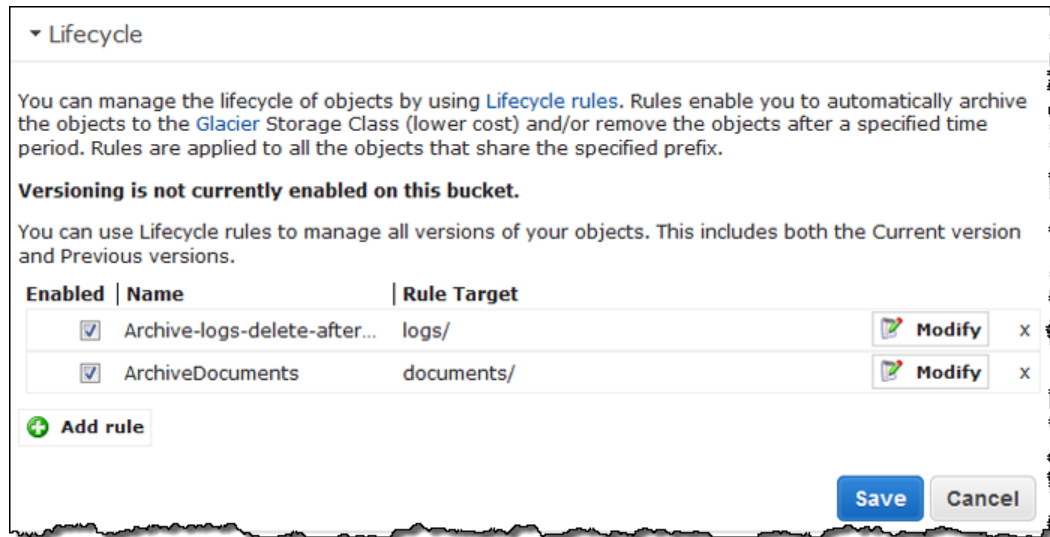 Lifecycle
You can manage the lifecycle of objects by using Lifecycle rules. Rules enable you to automatically archive
the objects to the Glacier Storage Class (lower cost) and/or remove the objects after a specified time
period. Rules are applied to all the objects that share the specified prefix.
Versioning is not currently enabled on this bucket.
You can use Lifecycle rules to manage all versions of your objects. This includes both the Current version
and Previous versions.
Enabled Name Rule Target
Archive-logs-delete-after... logs/ Modify x
ArchiveDocuments documents/ Modify x
Add rule
Save Cancel